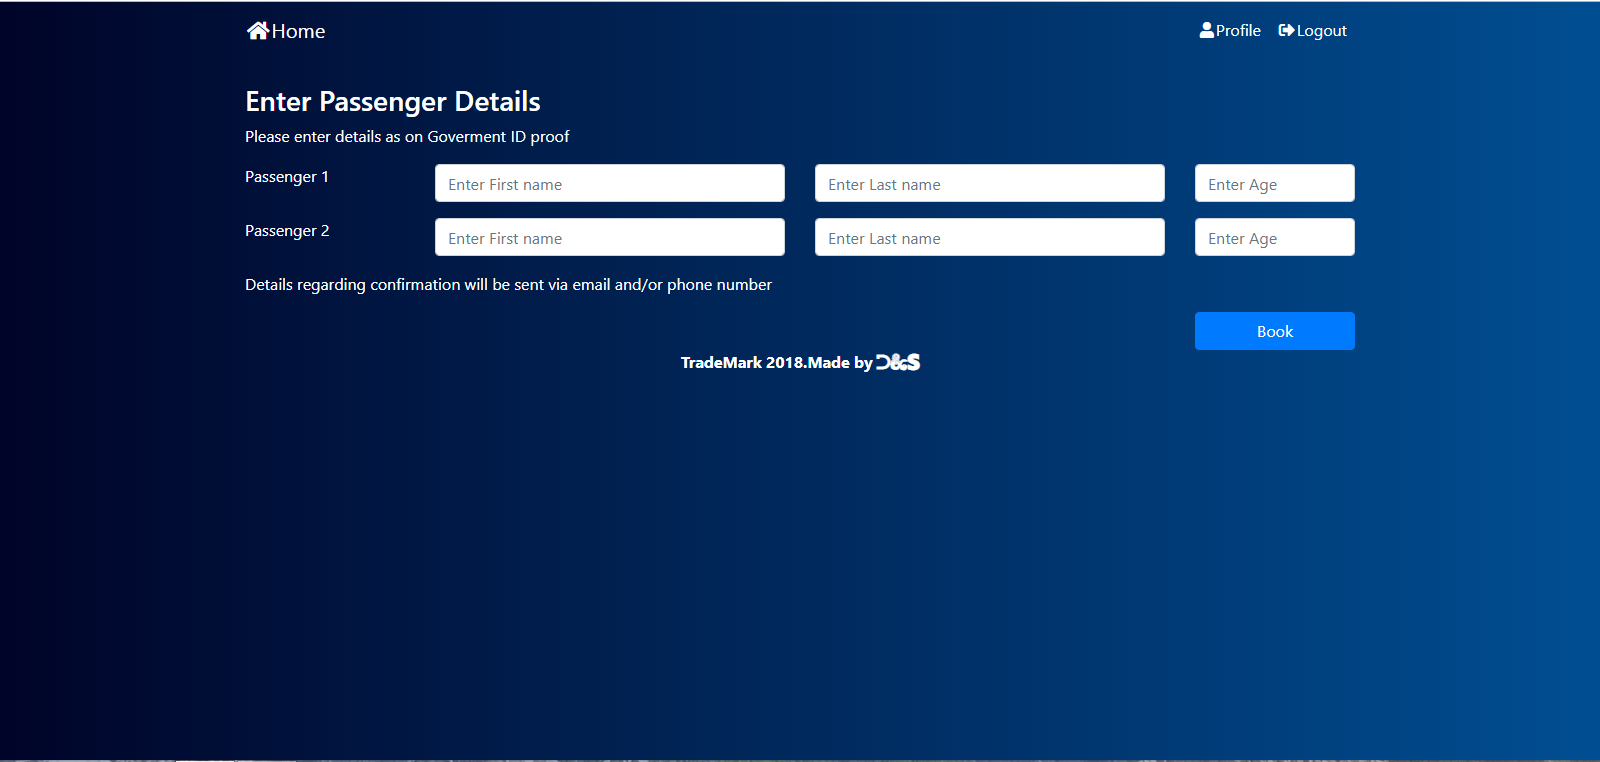 Home Profile Logout
Enter Passenger Details
Please enter details as on Goverment ID proof
Passenger 1 Enter First name Enter Last name Enter Age
Passenger 2 Enter First name Enter Last name Enter Age
Details regarding confirmation will be sent via email and/or phone number
Book
TradeMark 2018.Made by D&S